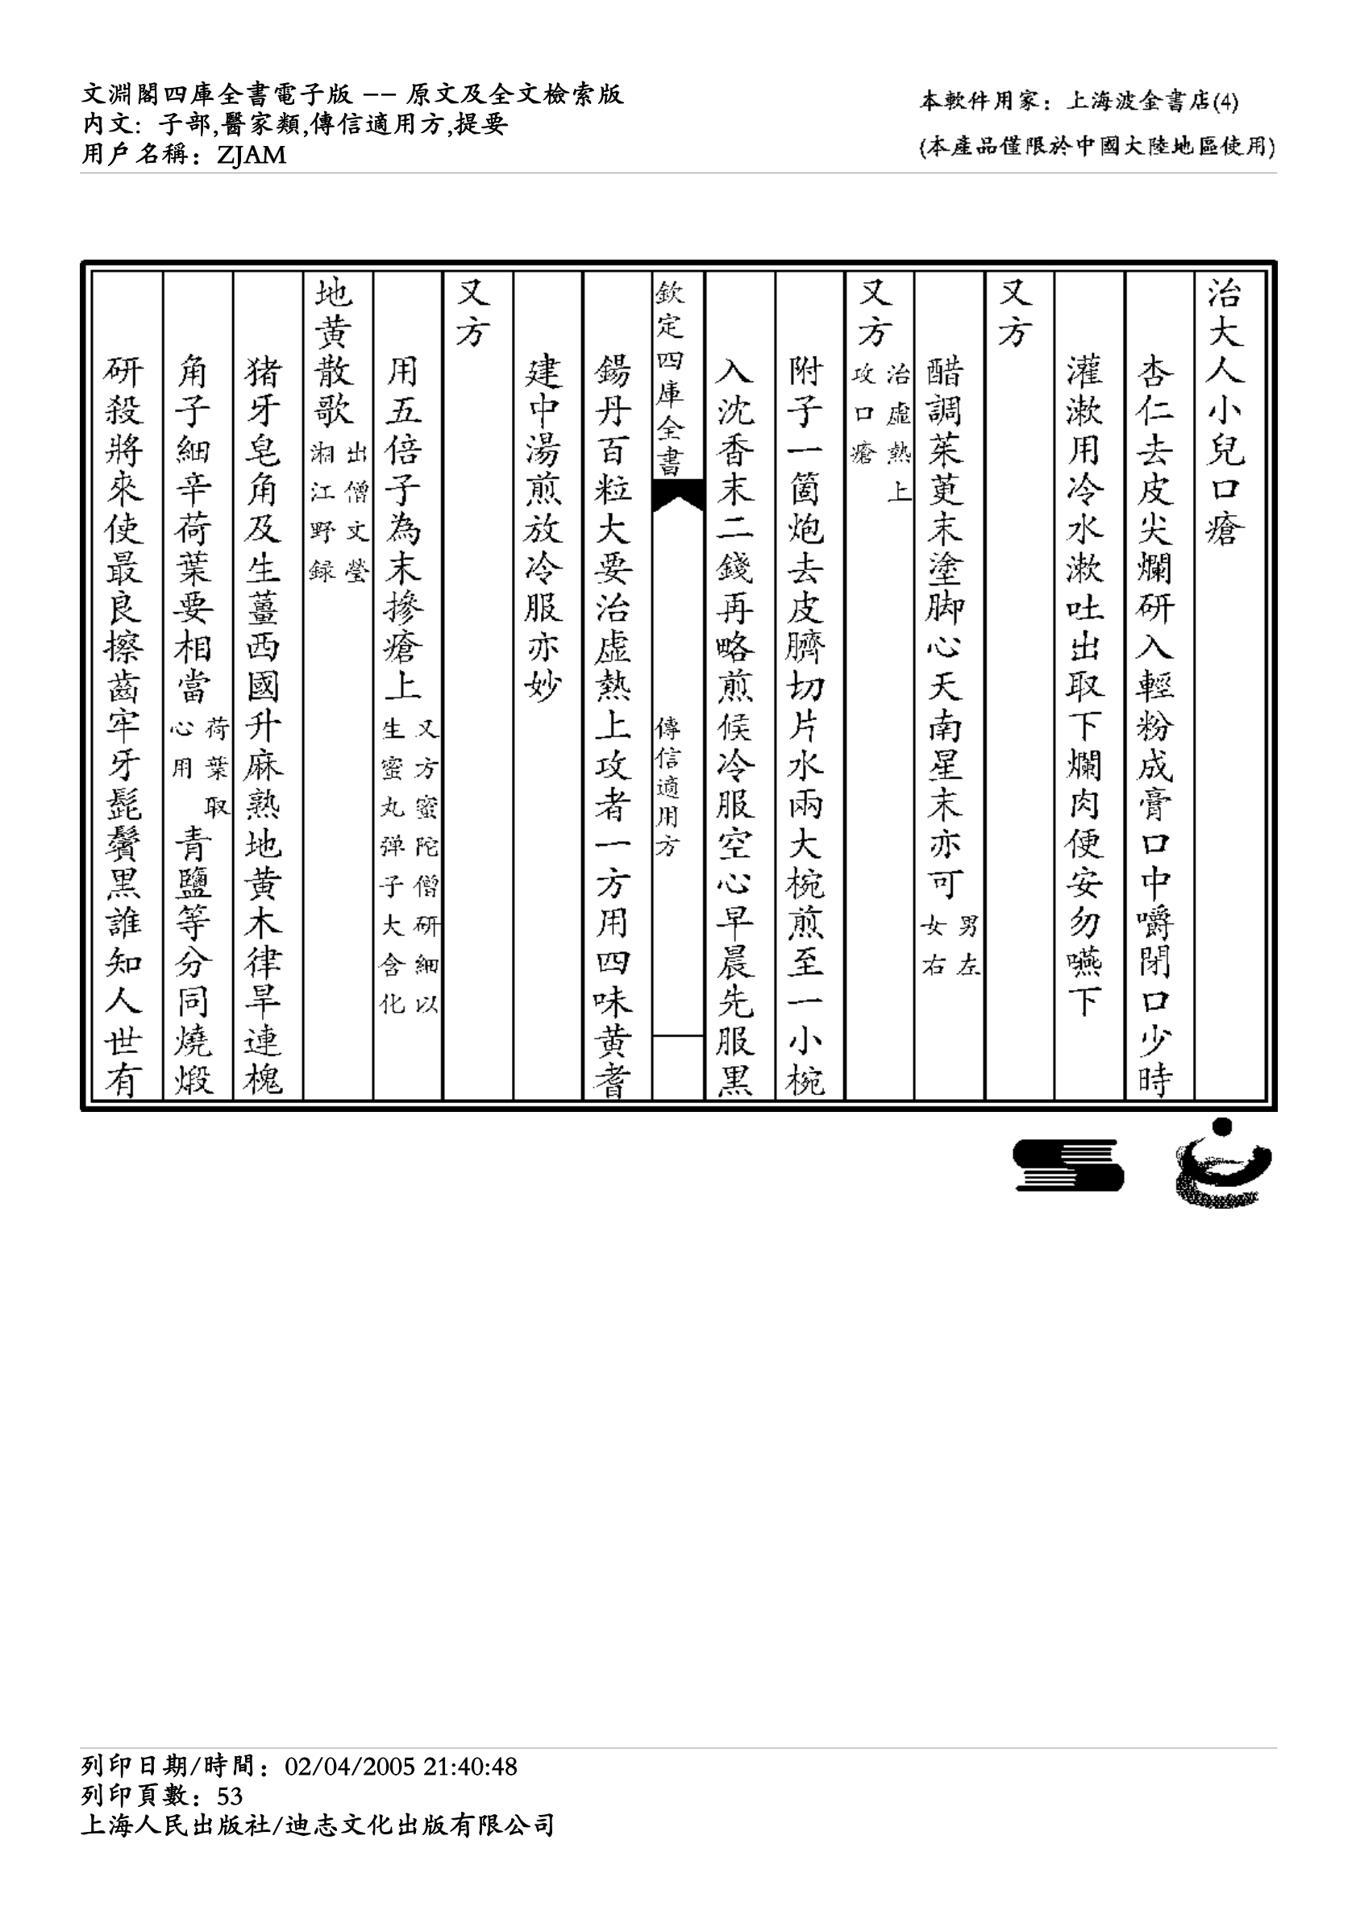 文淵閣四庫全書電子版 —— 原文及全文檢索版
内文: 子部,醫家類,傳信適用方,提要
用戶名稱: ZJAM
本軟件用家: 上海波金書店(4)
(本產品僅限於中國大陸地區使用)
治大人小兒口瘡
杏仁去皮尖爛研入輕粉成膏口中嚼閉口少時
灌漱用冷水漱吐出取下爛肉便安勿嚥下
又方
醋調茱萸末塗脚心天南星末亦可男左女右
又方治虛熱上攻口瘡
附子一箇炮去皮臍切片水兩大椀煎至一小椀
入沈香末二錢再略煎候冷服空心早晨先服黒
欽定四庫全書 傳信適用方
錫丹百粒大要治虛熱上攻者一方用四味黄耆
建中湯煎放冷服亦妙
又方
用五倍子為末摻瘡上又方蜜陀僧研細以生蜜丸弹子大含化
地黄散歌出僧文瑩湘江野録
猪牙皂角及生薑西國升麻熟地黄木律旱連槐
角子細辛荷葉要相當荷葉取心用青鹽等分同燒煅
研殺將來使最良擦齒牢牙髭鬢黒誰知人世有
列印日期/時間: 02/04/2005 21:40:48
列印頁數: 53
上海人民出版社/迪志文化出版有限公司